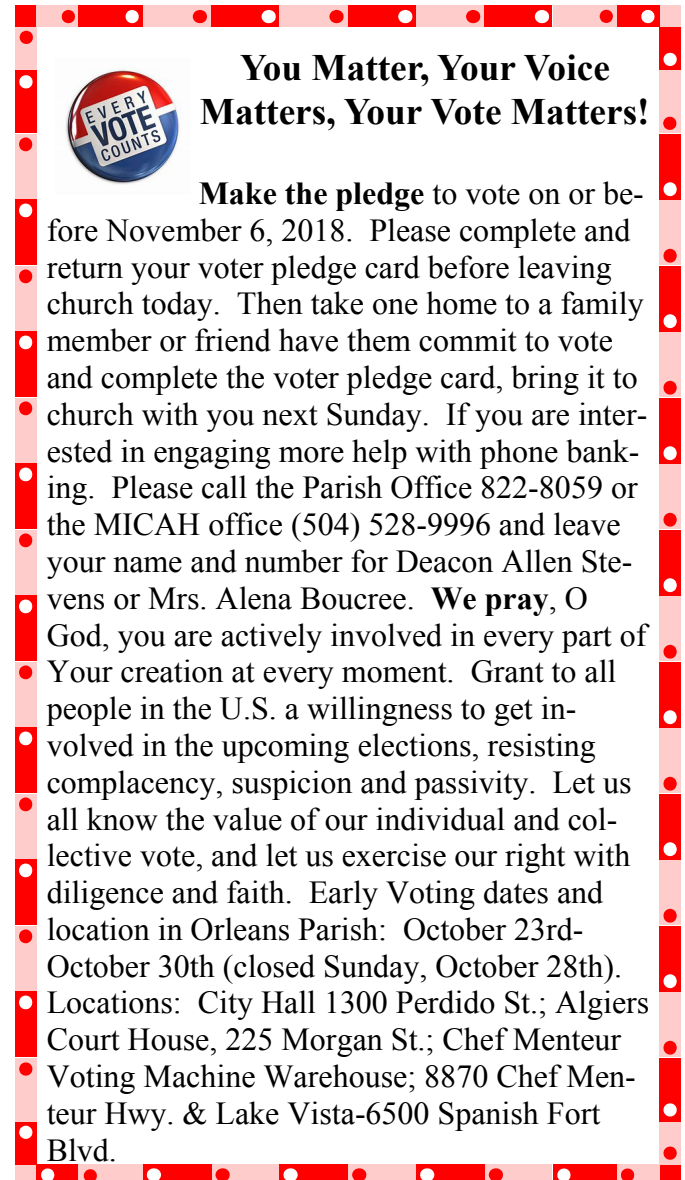 You Matter, Your Voice
Matters, Your Vote Matters!
EVERY
VOTE
COUNTS
Make the pledge to vote on or be-
fore November 6, 2018.  Please complete and
return your voter pledge card before leaving
church today.  Then take one home to a family
member or friend have them commit to vote
and complete the voter pledge card, bring it to
church with you next Sunday.  If you are inter-
ested in engaging more help with phone bank-
ing.  Please call the Parish Office 822-8059 or
the MICAH office (504) 528-9996 and leave
your name and number for Deacon Allen Ste-
vens or Mrs. Alena Boucree.  We pray, O
God, you are actively involved in every part of
Your creation at every moment.  Grant to all
people in the U.S. a willingness to get in-
volved in the upcoming elections, resisting
complacency, suspicion and passivity.  Let us
all know the value of our individual and col-
lective vote, and let us exercise our right with
diligence and faith.  Early Voting dates and
location in Orleans Parish:  October 23rd-
October 30th (closed Sunday, October 28th).
Locations:  City Hall 1300 Perdido St.; Algiers
Court House, 225 Morgan St.; Chef Menteur
Voting Machine Warehouse; 8870 Chef Men-
teur Hwy. & Lake Vista-6500 Spanish Fort
Blvd.